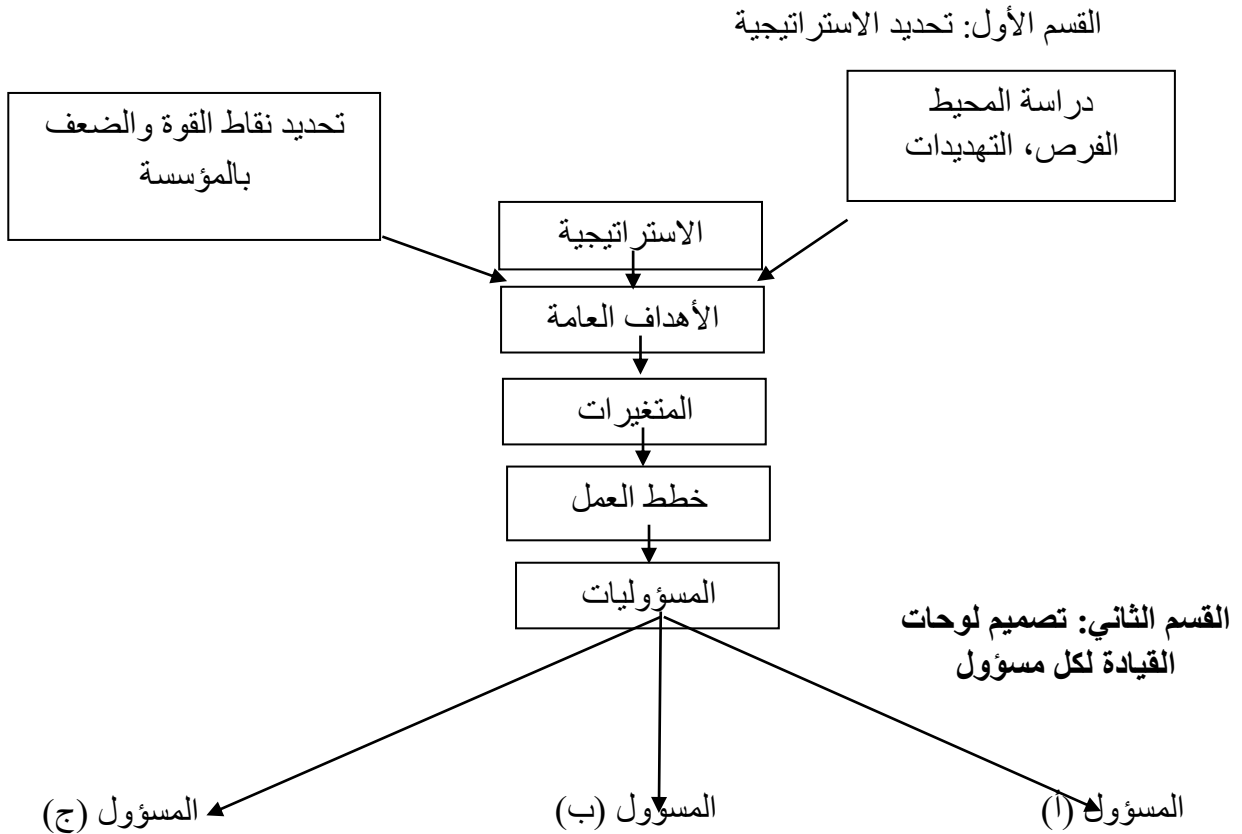 القسم الأول: تحديد الاستراتيجية
دراسة المحيط
الفرص، التهديدات
تحديد نقاط القوة والضعف
بالمؤسسة
الاستراتيجية
الأهداف العامة
المتغيرات
خطط العمل
المسؤوليات
القسم الثاني: تصميم لوحات
القيادة لكل مسؤول
المسؤول (أ)
المسؤول (ب)
المسؤول (ج)